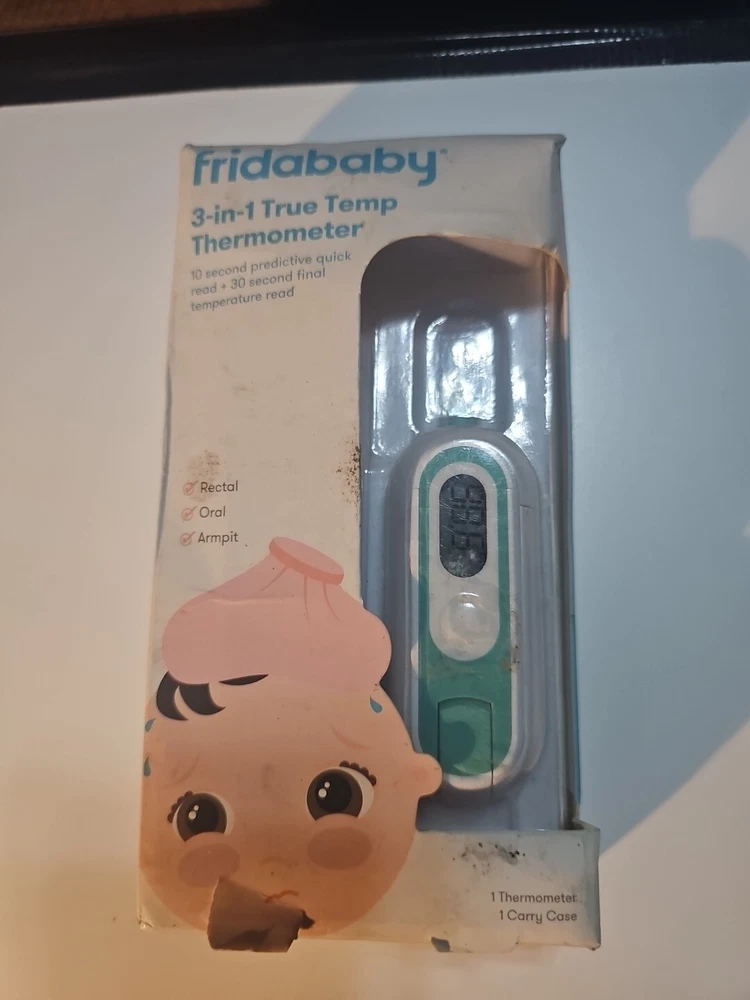 fridababy®
3-in-1 True Temp
Thermometer
10 second predictive quick
read + 30 second final
temperature read
Rectal
Oral
Armpit
1 Thermometer
1 Carry Case